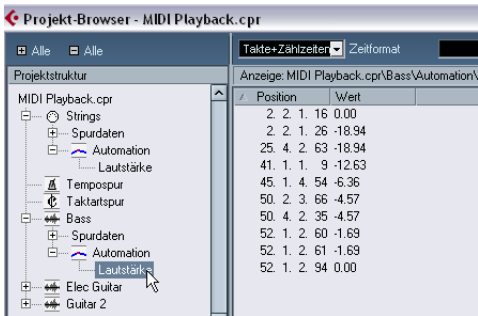 Projekt-Browser - MIDI Playback.cpr
Alle Alle
Takte+Zählzeiten Zeitformat
Projektstruktur
Anzeige: MIDI Playback.cpr\Bass\Automation\
MIDI Playback.cpr
Strings
Spurdaten
Automation
Lautstärke
Tempospur
Taktartspur
Bass
Spurdaten
Automation
Lautstärke
Elec Guitar
Guitar 2
Position Wert
2. 2. 1. 16 0.00
2. 2. 1. 26 -18.94
25. 4. 2. 63 -18.94
41. 1. 1. 9 -12.63
45. 1. 4. 54 -6.36
50. 2. 3. 66 -4.57
50. 4. 2. 35 -4.57
52. 1. 2. 60 -1.69
52. 1. 2. 61 -1.69
52. 1. 2. 94 0.00